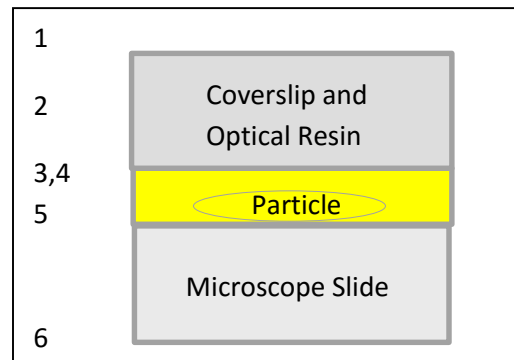 1
2
Coverslip and
Optical Resin
3,4
5
Particle
Microscope Slide
6